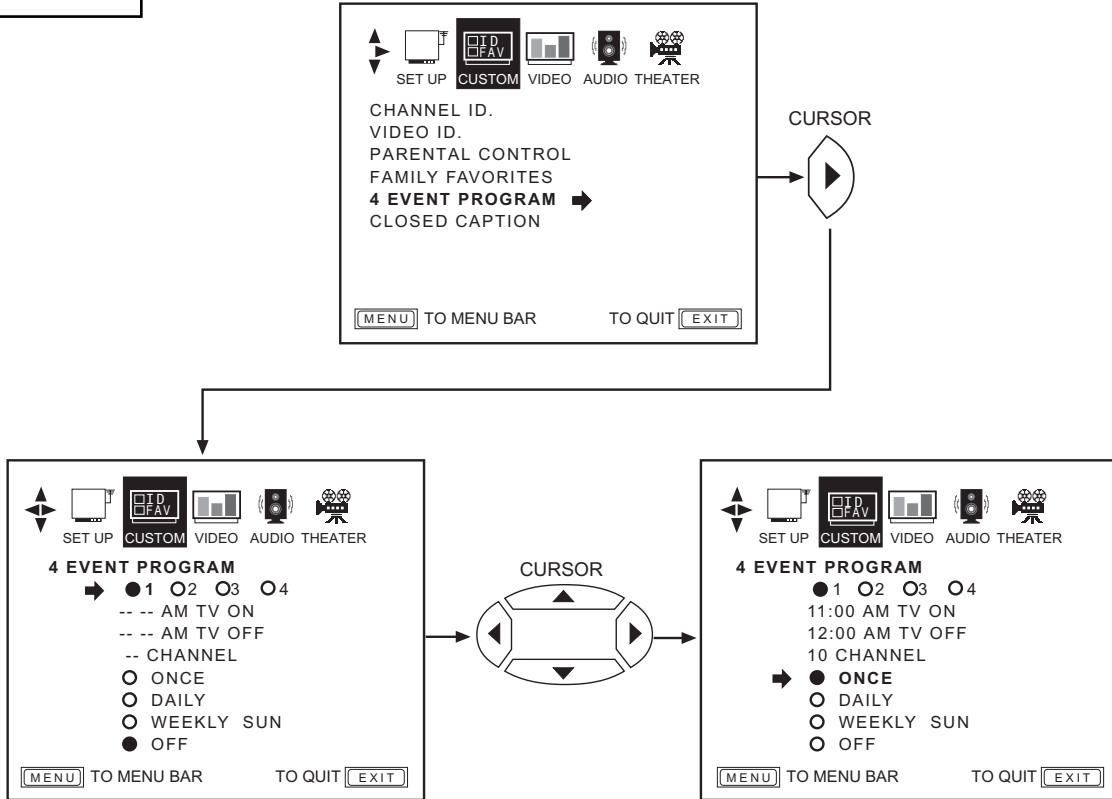 ID
FAV
SET UP CUSTOM VIDEO AUDIO THEATER
CHANNEL ID.
VIDEO ID.
PARENTAL CONTROL
FAMILY FAVORITES
4 EVENT PROGRAM
CLOSED CAPTION
MENU TO MENU BAR TO QUIT EXIT
CURSOR
ID
FAV
SET UP CUSTOM VIDEO AUDIO THEATER
4 EVENT PROGRAM
1 2 3 4
-- -- AM TV ON
-- -- AM TV OFF
-- CHANNEL
ONCE
DAILY
WEEKLY SUN
OFF
MENU TO MENU BAR TO QUIT EXIT
CURSOR
ID
FAV
SET UP CUSTOM VIDEO AUDIO THEATER
4 EVENT PROGRAM
1 2 3 4
11:00 AM TV ON
12:00 AM TV OFF
10 CHANNEL
ONCE
DAILY
WEEKLY SUN
OFF
MENU TO MENU BAR TO QUIT EXIT